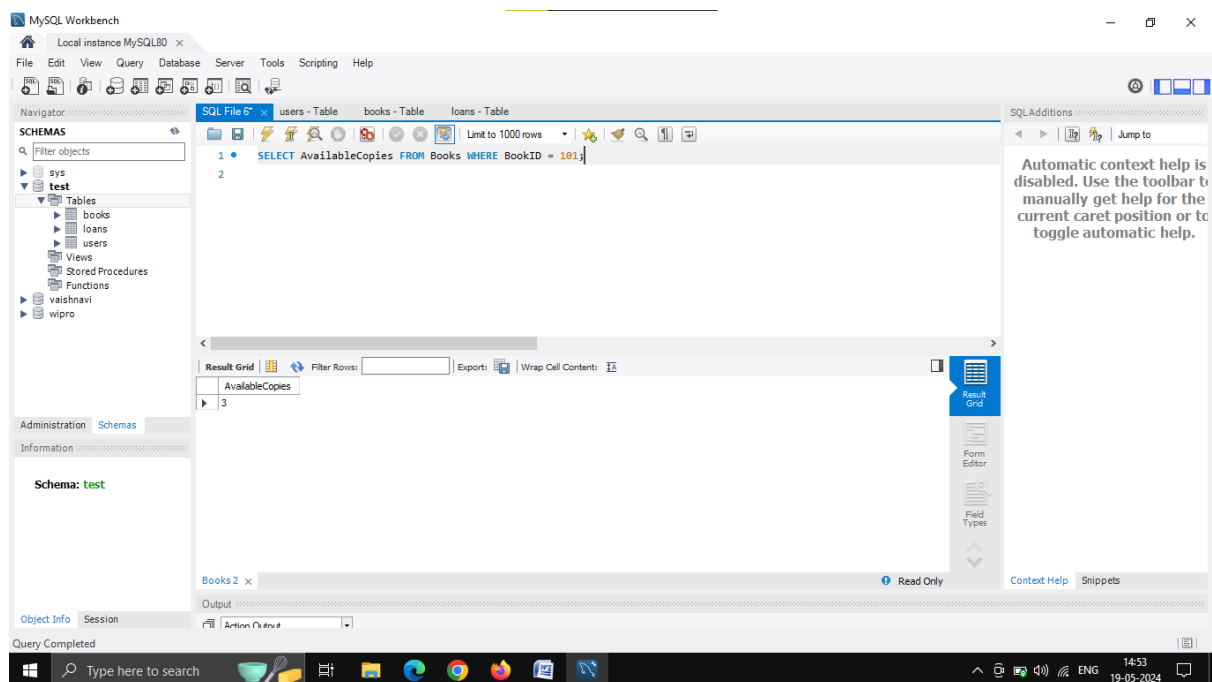 MySQL Workbench
Local instance MySQL80
File Edit View Query Database Server Tools Scripting Help
Navigator
SCHEMAS
Filter objects
sys
test
Tables
books
loans
users
Views
Stored Procedures
Functions
vaishnavi
wipro
Administration Schemas
Information
Schema: test
Object Info Session
SQL File 6* users - Table books - Table loans - Table
Limit to 1000 rows
1 SELECT AvailableCopies FROM Books WHERE BookID = 101;
2
Result Grid Filter Rows: Export: Wrap Cell Content:
AvailableCopies
3
Result
Grid
Form
Editor
Field
Types
Books 2 Read Only
Output
Action Output
SQLAdditions
Jump to
Automatic context help is
disabled. Use the toolbar to
manually get help for the
current caret position or to
toggle automatic help.
Context Help Snippets
Query Completed
Type here to search
ENG
14:53
19-05-2024